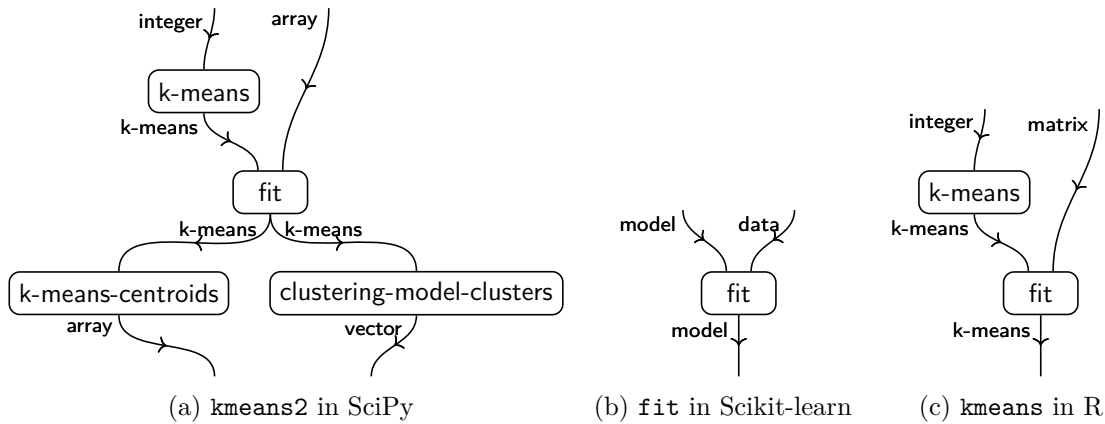 integer
array
k-means
k-means
fit
k-means
k-means
k-means-centroids
clustering-model-clusters
array
vector
(a) kmeans2 in SciPy
model
data
fit
model
(b) fit in Scikit-learn
integer
matrix
k-means
k-means
fit
k-means
(c) kmeans in R